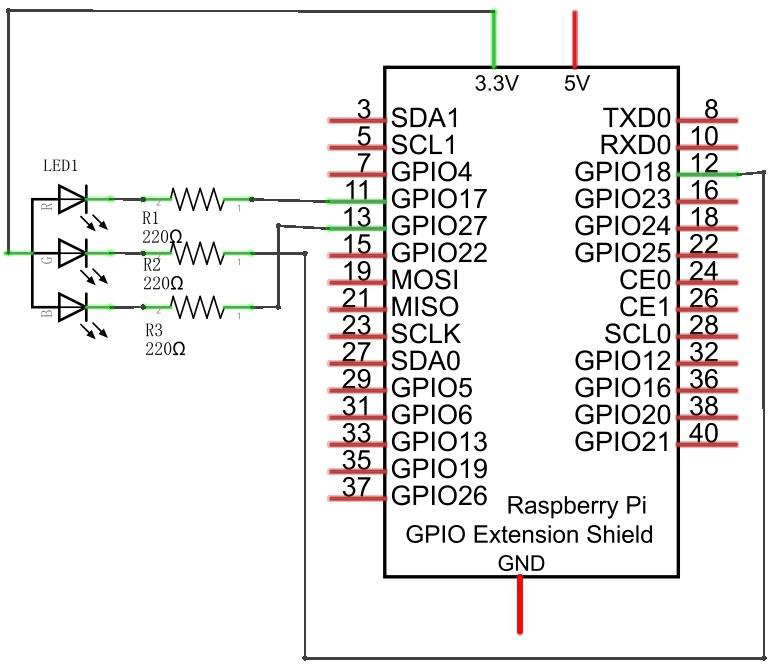 3.3V 5V
3 SDA1 TXD0 8
5 SCL1 RXD0 10
7 GPIO4 GPIO18 12
11 GPIO17 GPIO23 16
13 GPIO27 GPIO24 18
15 GPIO22 GPIO25 22
19 MOSI CE0 24
21 MISO CE1 26
23 SCLK SCL0 28
27 SDA0 GPIO12 32
29 GPIO5 GPIO16 36
31 GPIO6 GPIO20 38
33 GPIO13 GPIO21 40
35 GPIO19
37 GPIO26
Raspberry Pi
GPIO Extension Shield
GND
LED1
R 2 1
R1
220Ω
G 1
R2
220Ω
B 2 1
R3
220Ω